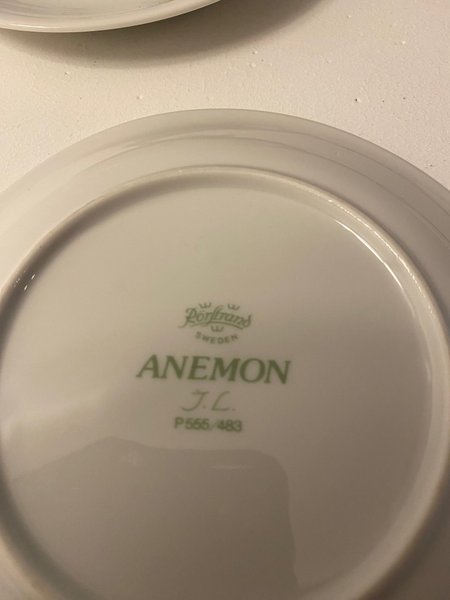 Rörstrand
SWEDEN
ANEMON
J.L.
P555/483